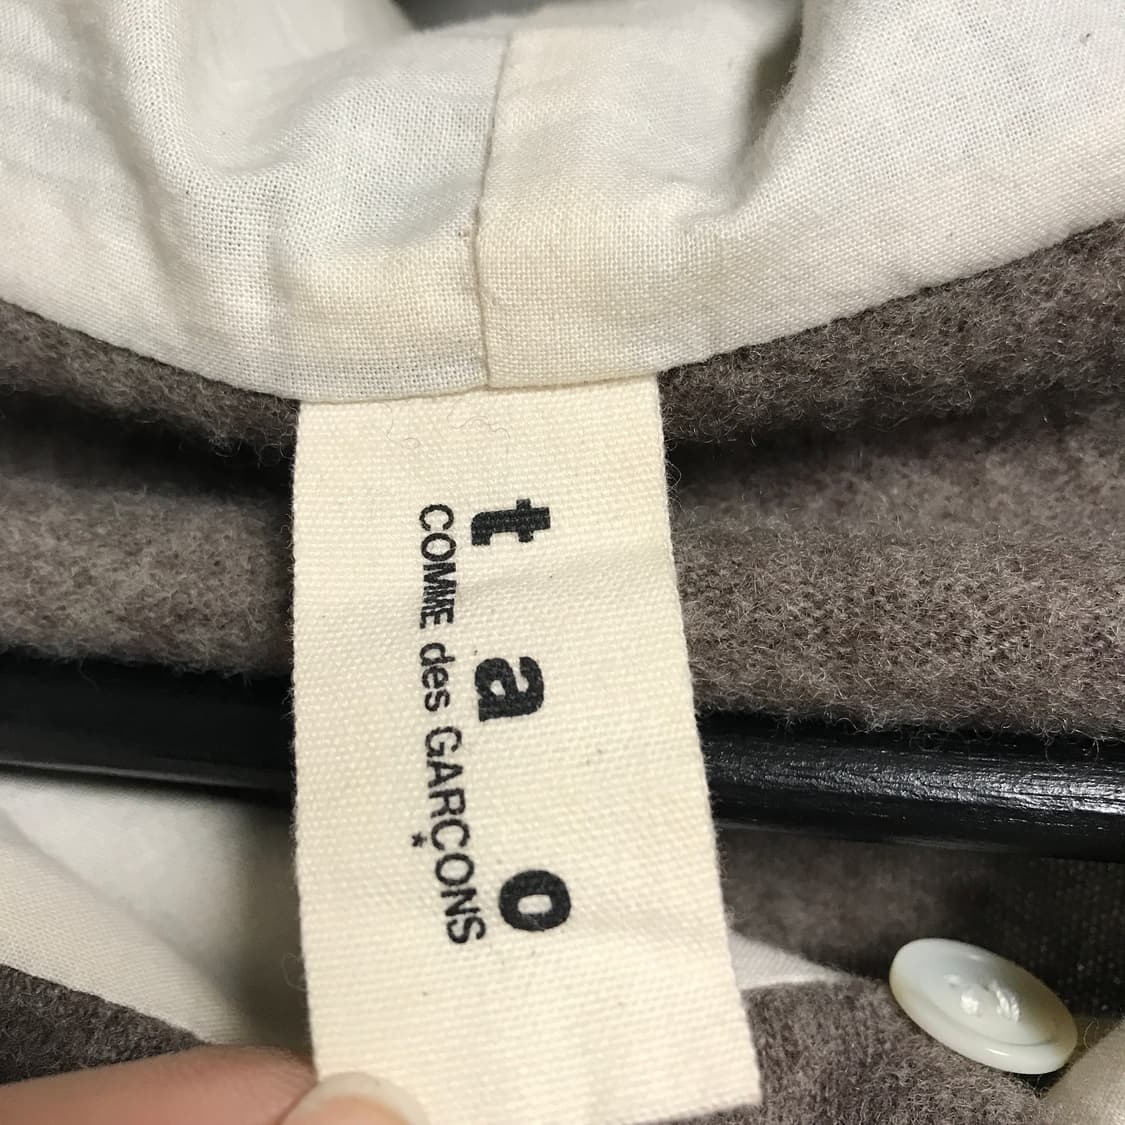 t a o
COMME des GARÇONS
*